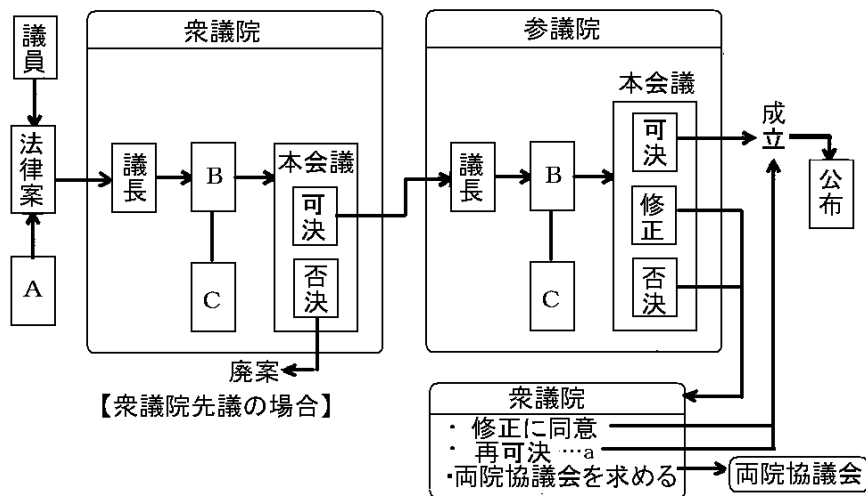 議員
法律案
A
衆議院
議長
B
C
本会議
可決
否決
廃案
【衆議院先議の場合】
参議院
議長
B
C
本会議
可決
修正
否決
成立
公布
衆議院
・ 修正に同意
・ 再可決 …a
・両院協議会を求める
両院協議会